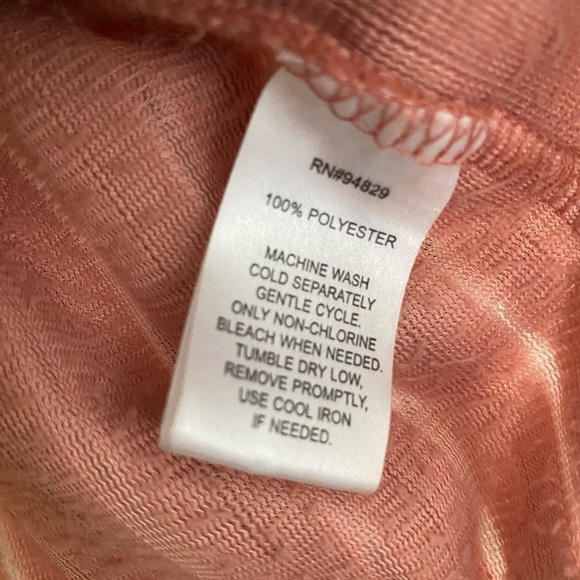 RN#94829
100% POLYESTER
MACHINE WASH
COLD SEPARATELY
GENTLE CYCLE.
ONLY NON-CHLORINE
BLEACH WHEN NEEDED.
TUMBLE DRY LOW,
REMOVE PROMPTLY,
USE COOL IRON
IF NEEDED.